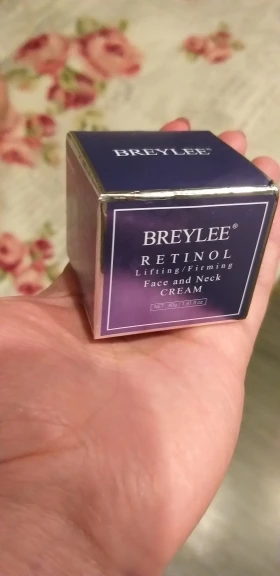 BREYLEE®
BREYLEE®
RETINOL
Lifting/Firming
Face and Neck
CREAM